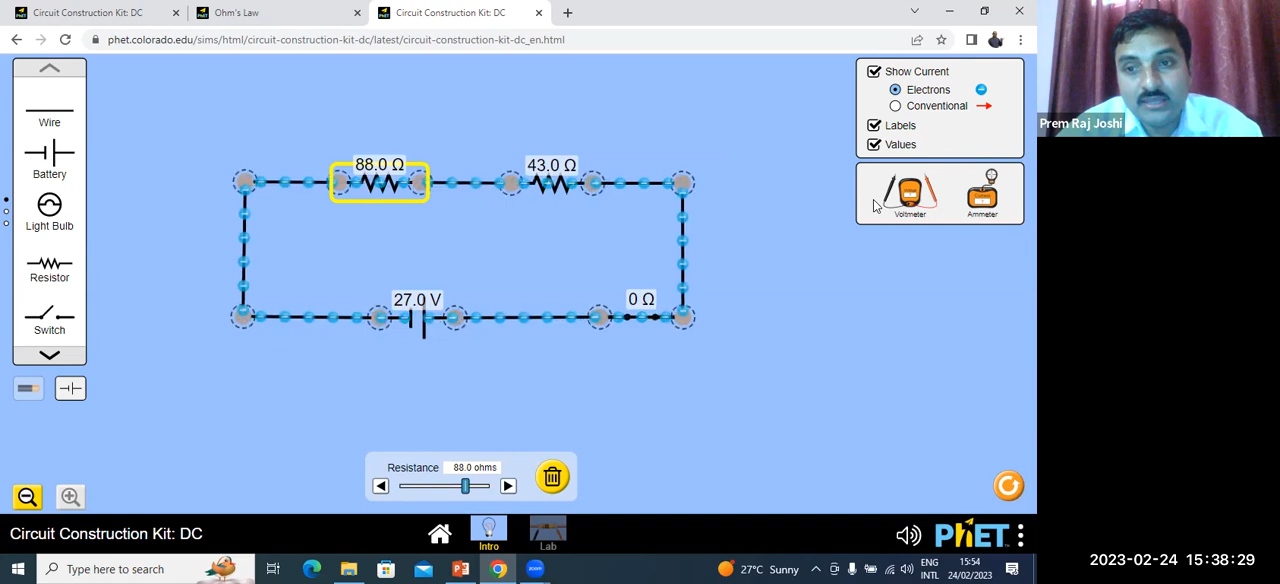 Circuit Construction Kit: DC
Ohm's Law
Circuit Construction Kit: DC
phet.colorado.edu/sims/html/circuit-construction-kit-dc/latest/circuit-construction-kit-dc_en.html
Wire
Battery
Light Bulb
Resistor
Switch
88.0 Ω
43.0 Ω
27.0 V
0 Ω
Show Current
Electrons
Conventional
Labels
Values
Voltmeter
Ammeter
Prem Raj Joshi
Resistance 88.0 ohms
Circuit Construction Kit: DC
Intro
Lab
PhET
Type here to search
27°C Sunny
ENG
INTL
15:54
24/02/2023
2023-02-24 15:38:29